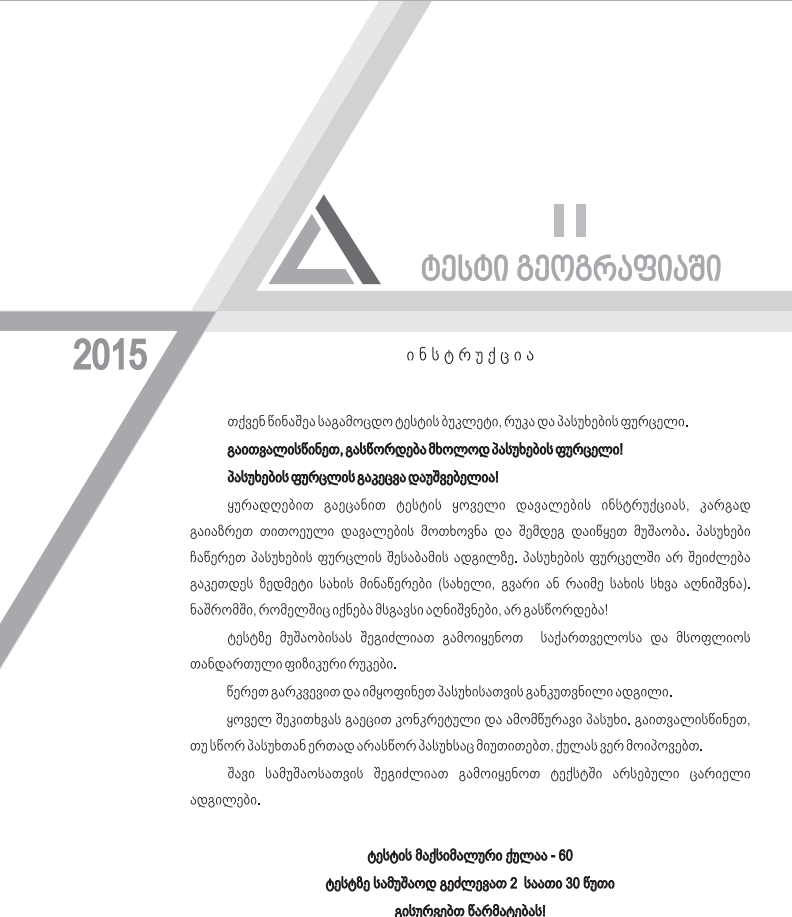 II
ტესტი გეოგრაფიაში
2015
ინსტრუქცია
თქვენ წინაშეა საგამოცდო ტესტის ბუკლეტი, რუკა და პასუხების ფურცელი.
გაითვალისწინეთ, გასწორდება მხოლოდ პასუხების ფურცელი!
პასუხების ფურცლის გაკეცვა დაუშვებელია!
ყურადღებით გაეცანით ტესტის ყოველი დავალების ინსტრუქციას, კარგად
გაიაზრეთ თითოეული დავალების მოთხოვნა და შემდეგ დაიწყეთ მუშაობა. პასუხები
ჩაწერეთ პასუხების ფურცლის შესაბამის ადგილზე. პასუხების ფურცელში არ შეიძლება
გაკეთდეს ზედმეტი სახის მინაწერები (სახელი, გვარი ან რაიმე სახის სხვა აღნიშვნა).
ნაშრომში, რომელშიც იქნება მსგავსი აღნიშვნები, არ გასწორდება!
ტესტზე მუშაობისას შეგიძლიათ გამოიყენოთ საქართველოსა და მსოფლიოს
თანდართული ფიზიკური რუკები.
წერეთ გარკვევით და იმყოფინეთ პასუხისათვის განკუთვნილი ადგილი.
ყოველ შეკითხვას გაეცით კონკრეტული და ამომწურავი პასუხი. გაითვალისწინეთ,
თუ სწორ პასუხთან ერთად არასწორ პასუხსაც მიუთითებთ, ქულას ვერ მოიპოვებთ.
შავი სამუშაოსათვის შეგიძლიათ გამოიყენოთ ტექსტში არსებული ცარიელი
ადგილები.
ტესტის მაქსიმალური ქულაა - 60
ტესტზე სამუშაოდ გეძლევათ 2 საათი 30 წუთი
გისურვებთ წარმატებას!